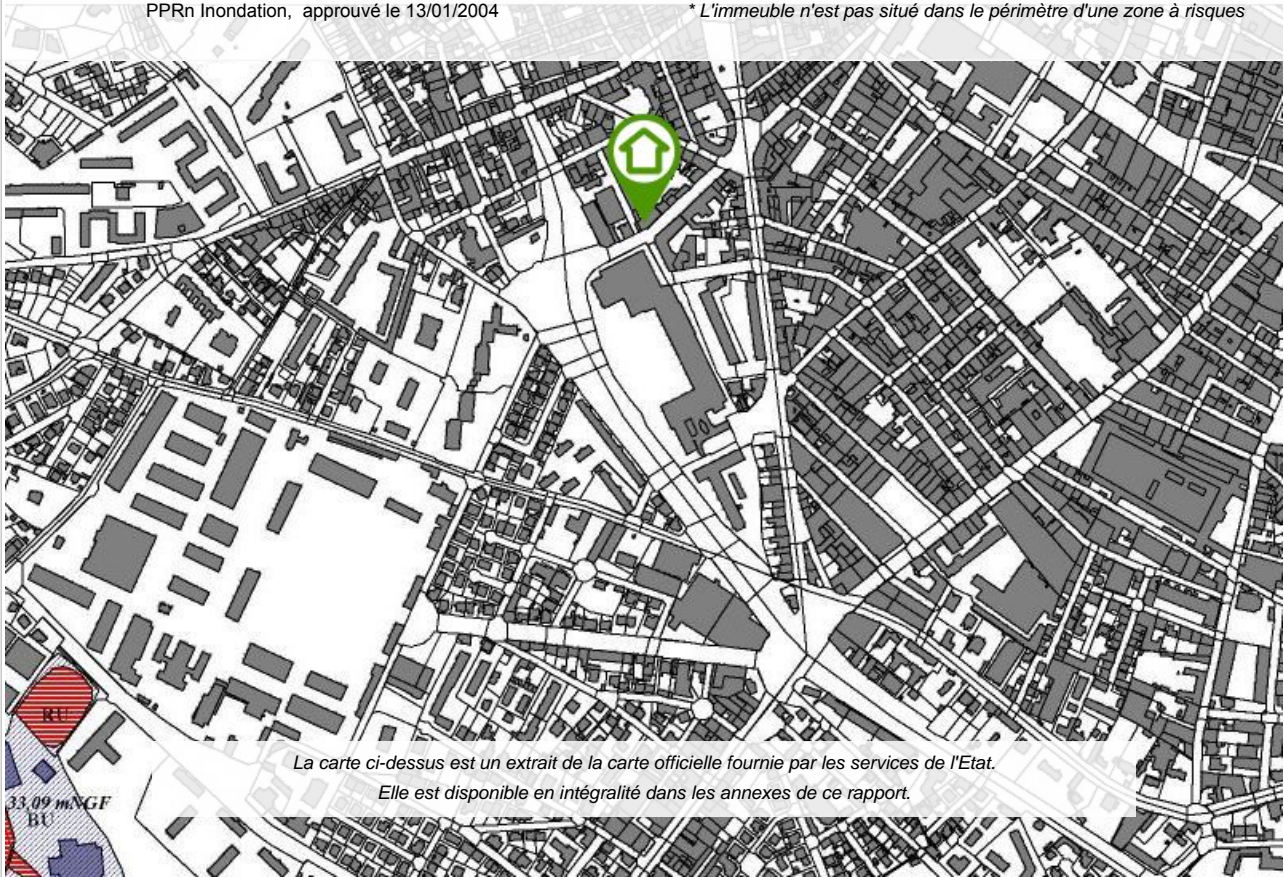 PPRn Inondation, approuvé le 13/01/2004
* L'immeuble n'est pas situé dans le périmètre d'une zone à risques
RU
La carte ci-dessus est un extrait de la carte officielle fournie par les services de l'Etat.
Elle est disponible en intégralité dans les annexes de ce rapport.
33,09 mNGF
BU